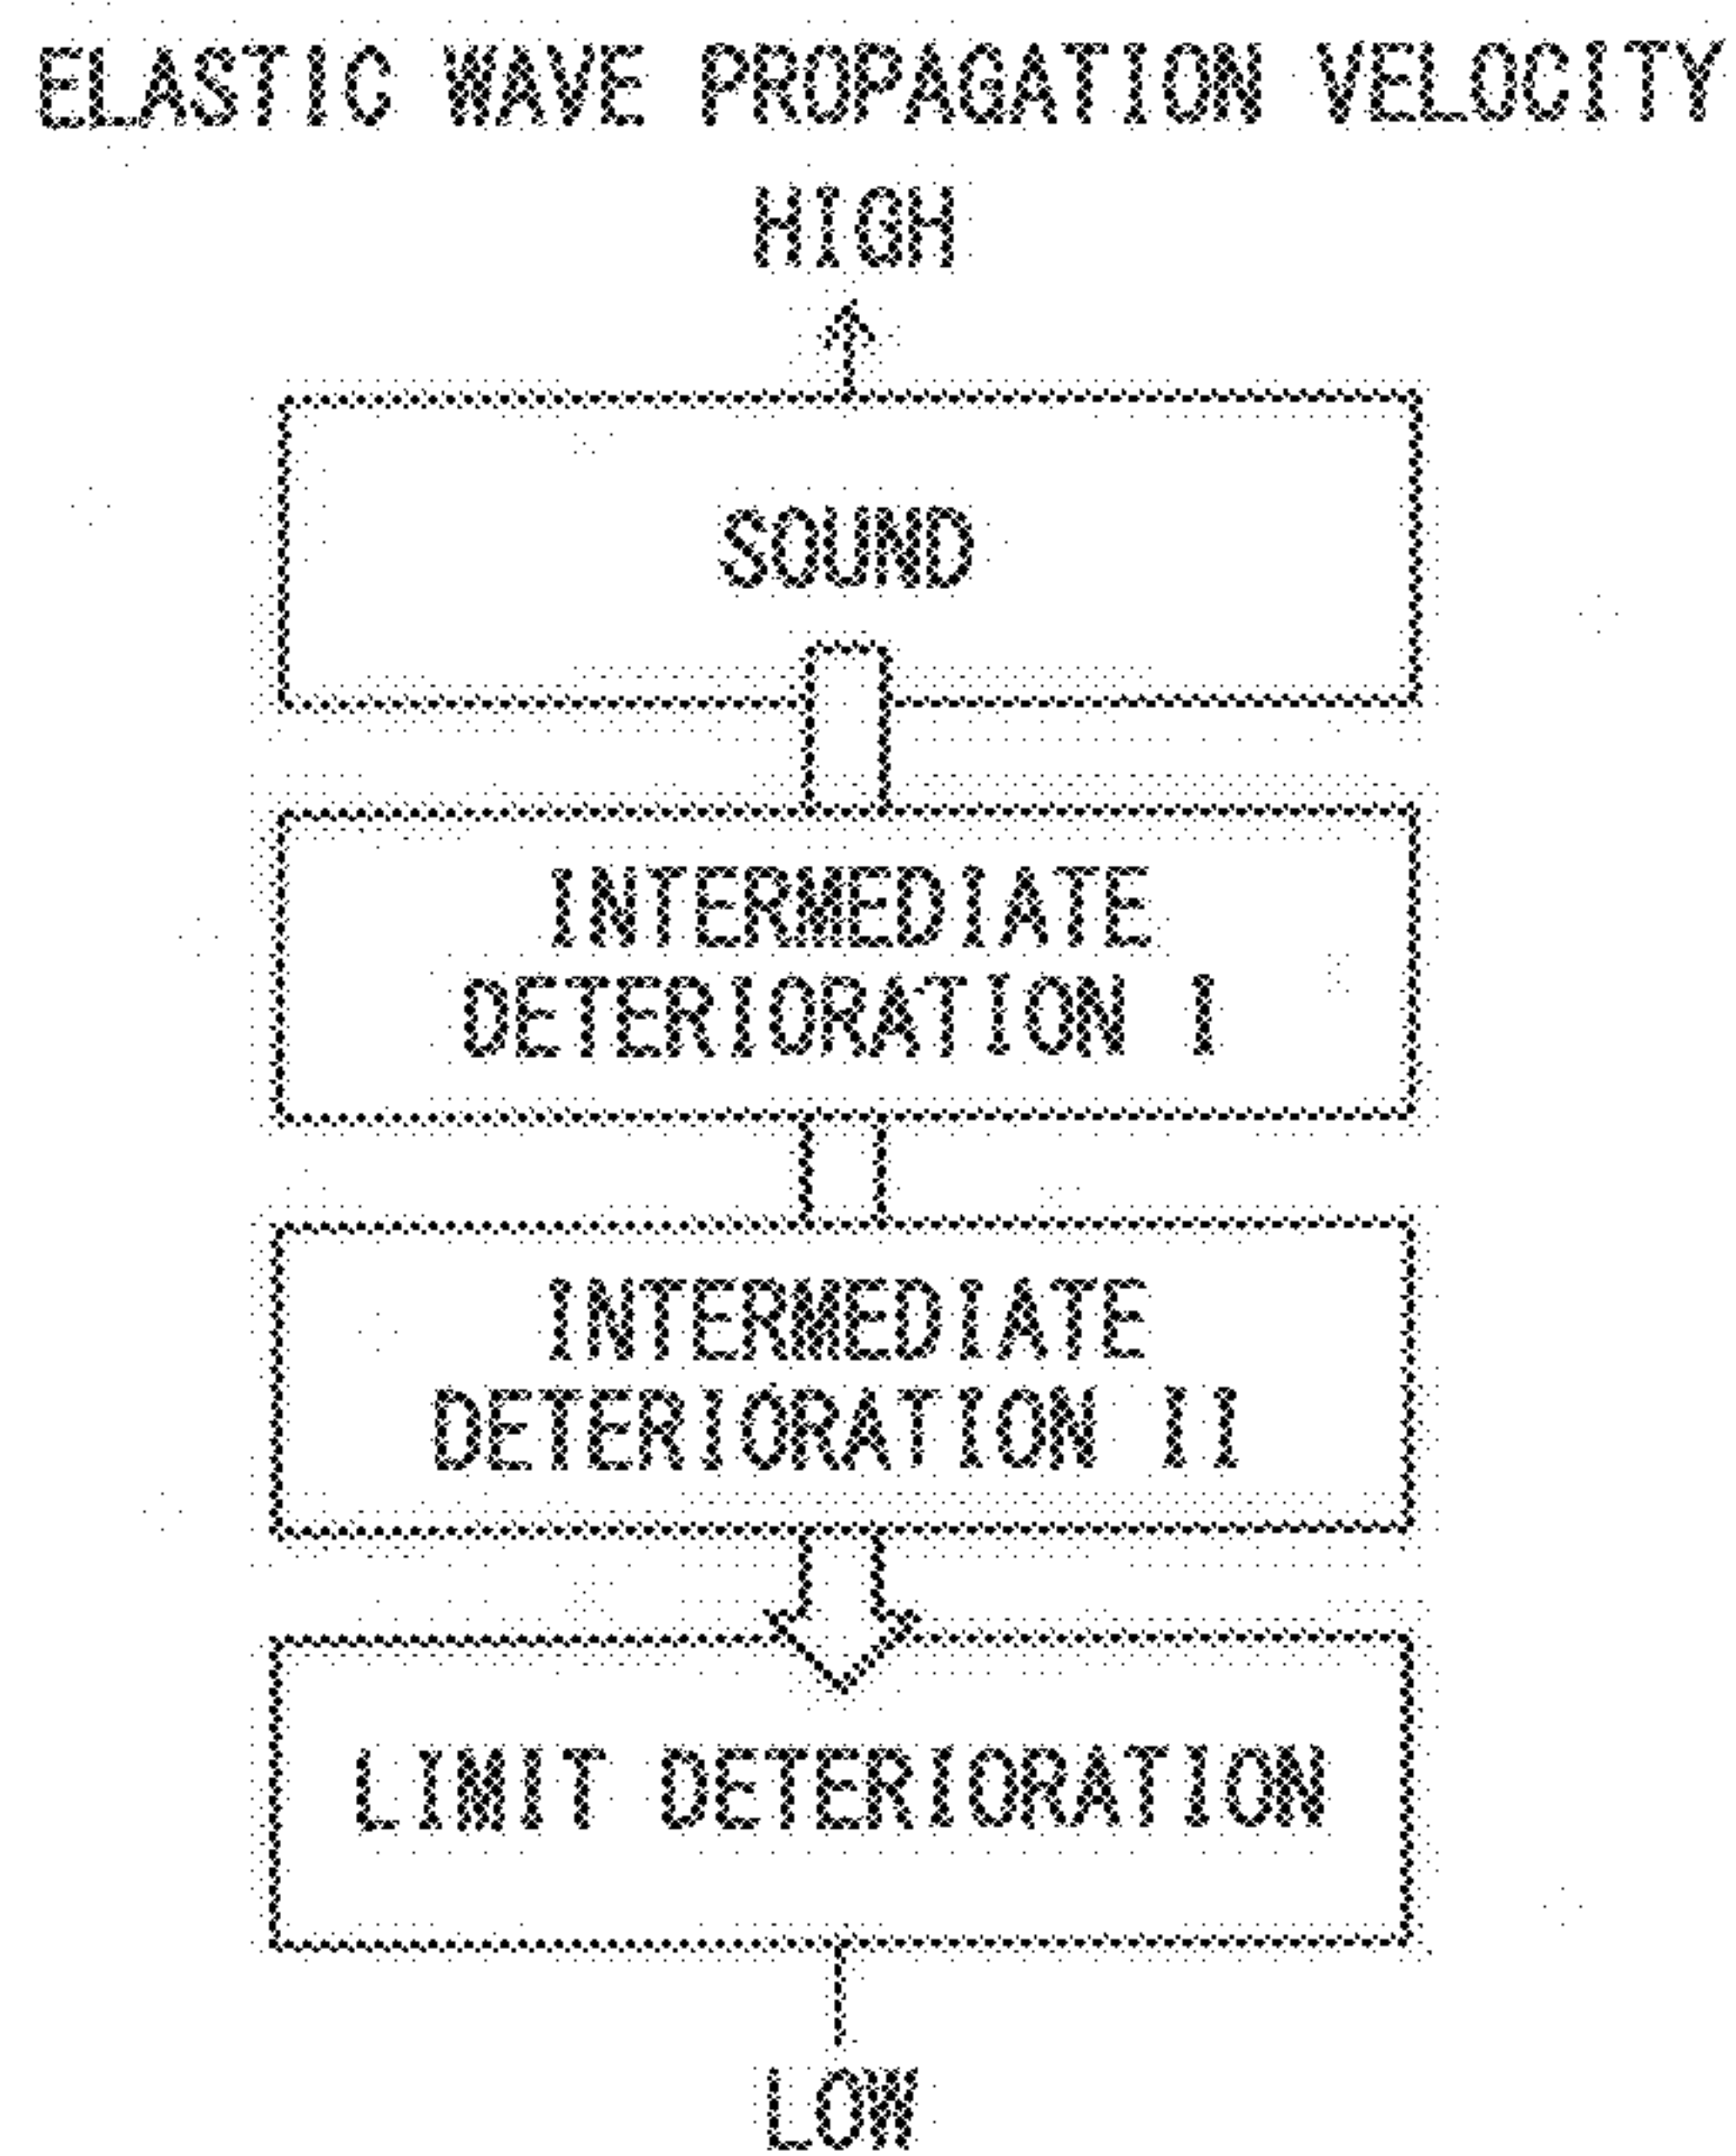 ELASTIC WAVE PROPAGATION VELOCITY
HIGH
SOUND
INTERMEDIATE
DETERIORATION I
INTERMEDIATE
DETERIORATION II
LIMIT DETERIORATION
LOW